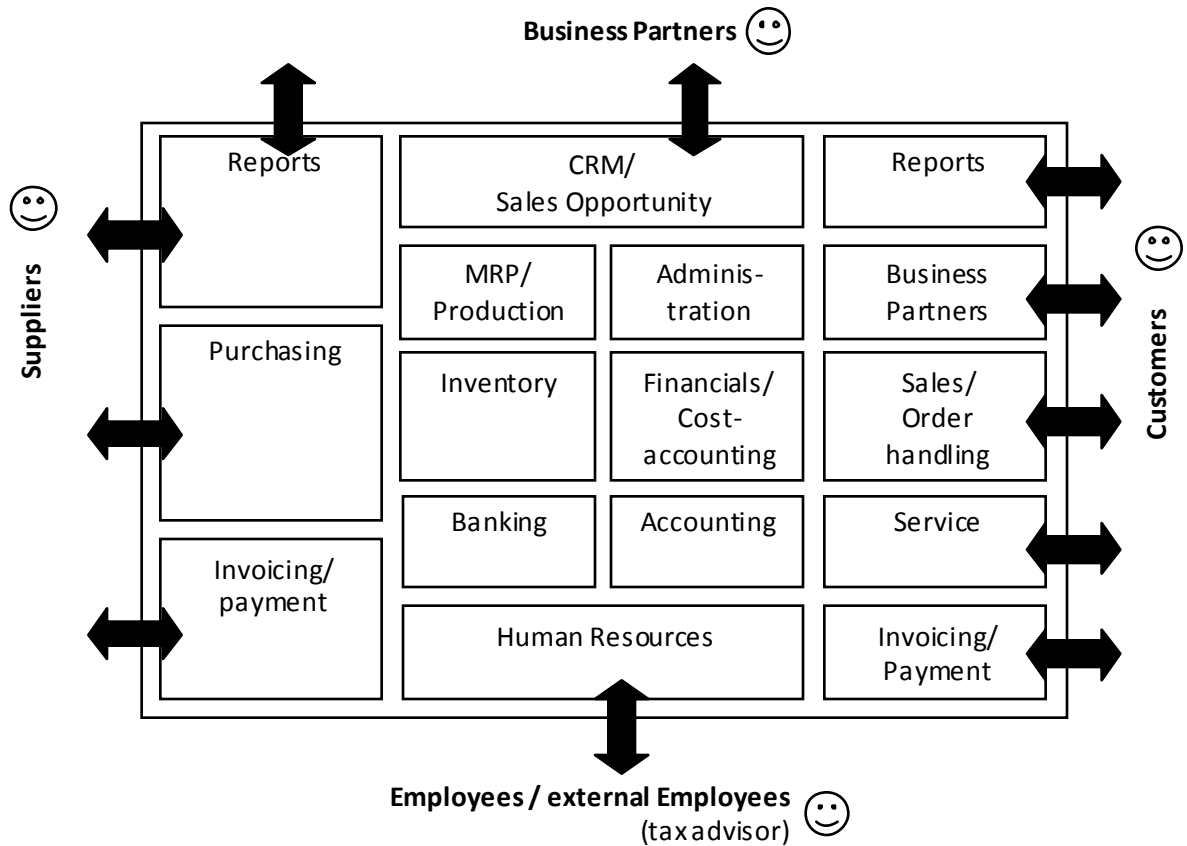 Business Partners
Suppliers
Reports
Purchasing
Invoicing/
payment
CRM/
Sales Opportunity
MRP/
Production
Adminis-
tration
Inventory
Financials/
Cost-
accounting
Banking
Accounting
Human Resources
Reports
Business
Partners
Sales/
Order
handling
Service
Invoicing/
Payment
Customers
Employees / external Employees
(tax advisor)